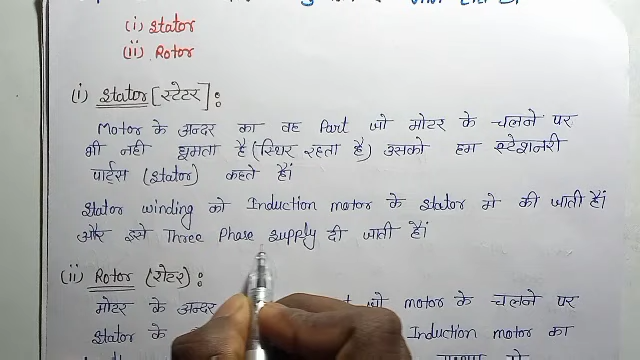 (i) Stator
(ii) Rotor
(i) Stator [स्टेटर] :
Motor के अन्दर का वह Part जो मोटर के चलने पर
भी नही घूमता है (स्थिर रहता है) उसको हम स्टेशनरी
पार्ट्स (Stator) कहते हैं।
Stator winding को Induction motor के Stator मे की जाती हैं।
और इसे Three Phase Supply दी जाती हैं।
(ii) Rotor (रोटर) :
मोटर के अन्दर जो motor के चलने पर
Stator के Induction motor का